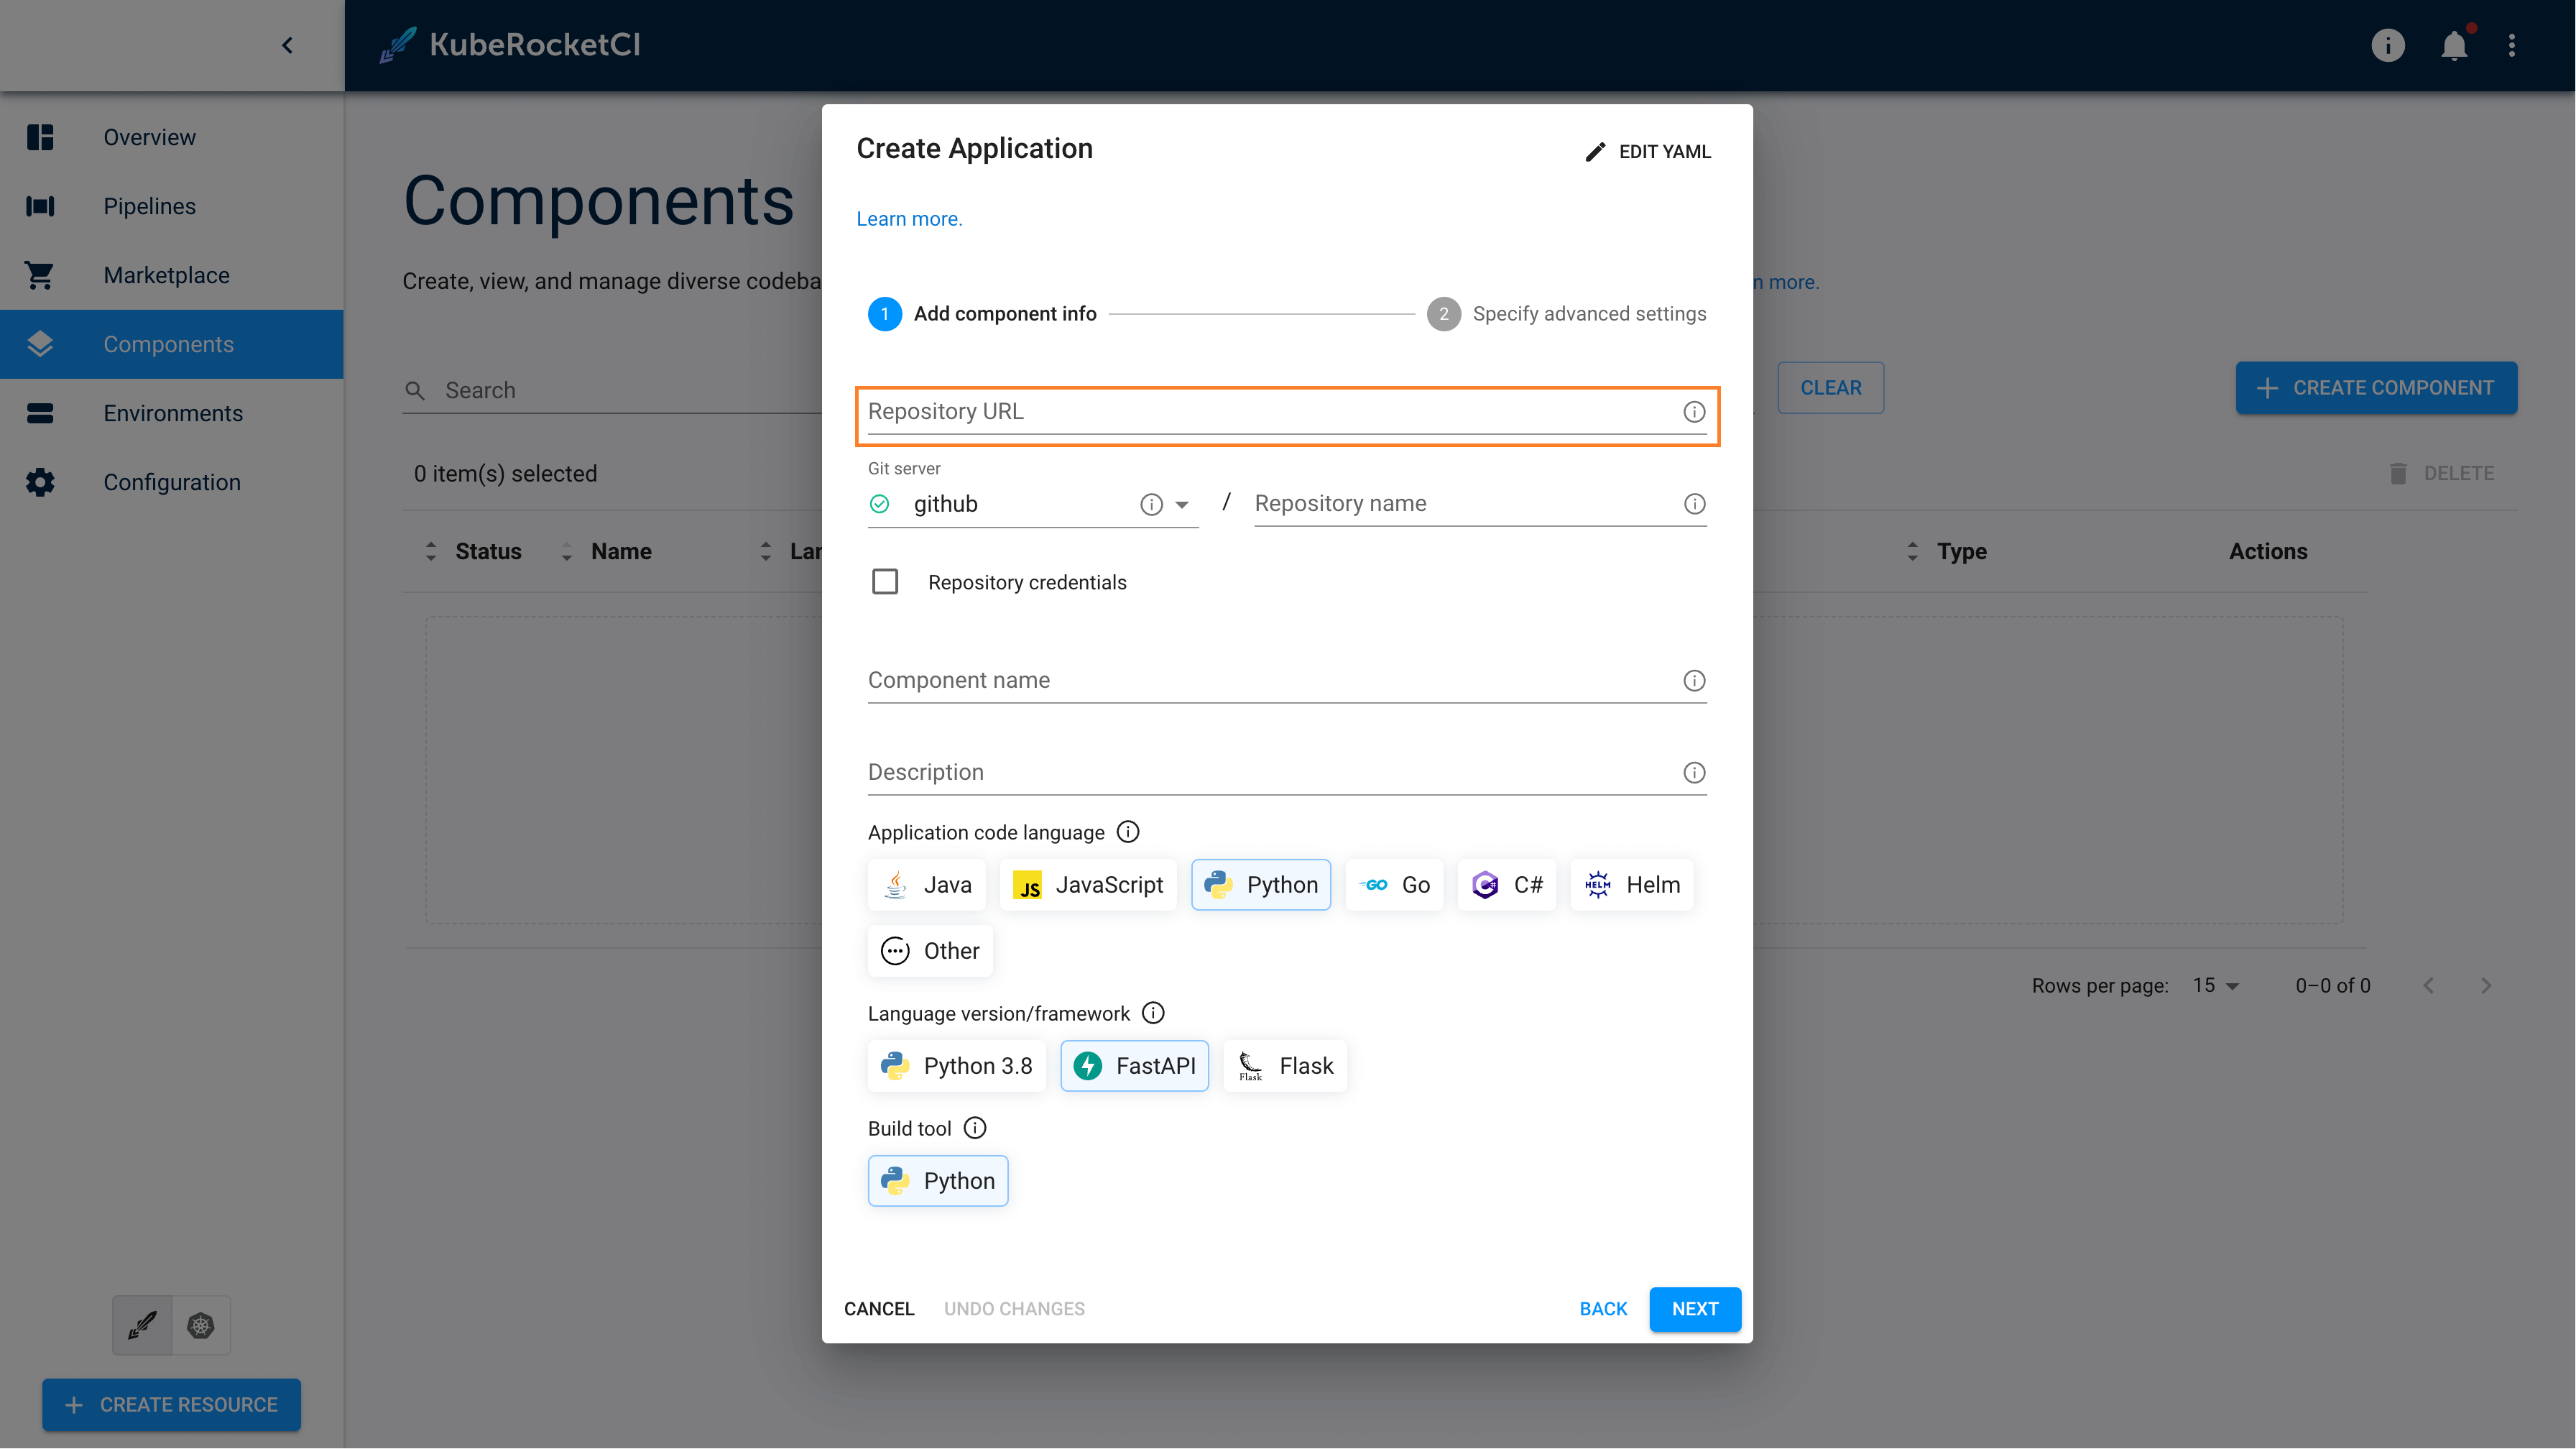 KubeRocketCI
Overview
Pipelines
Marketplace
Components
Environments
Configuration
CREATE RESOURCE
Components
Create, view, and manage diverse codeba
n more.
Search
CLEAR
CREATE COMPONENT
0 item(s) selected
DELETE
Status Name Lan Type Actions
Rows per page: 15 0–0 of 0
Create Application
EDIT YAML
Learn more.
1 Add component info
2 Specify advanced settings
Repository URL
Git server
github / Repository name
Repository credentials
Component name
Description
Application code language
Java JavaScript Python Go C# Helm
Other
Language version/framework
Python 3.8 FastAPI Flask
Build tool
Python
CANCEL UNDO CHANGES BACK NEXT